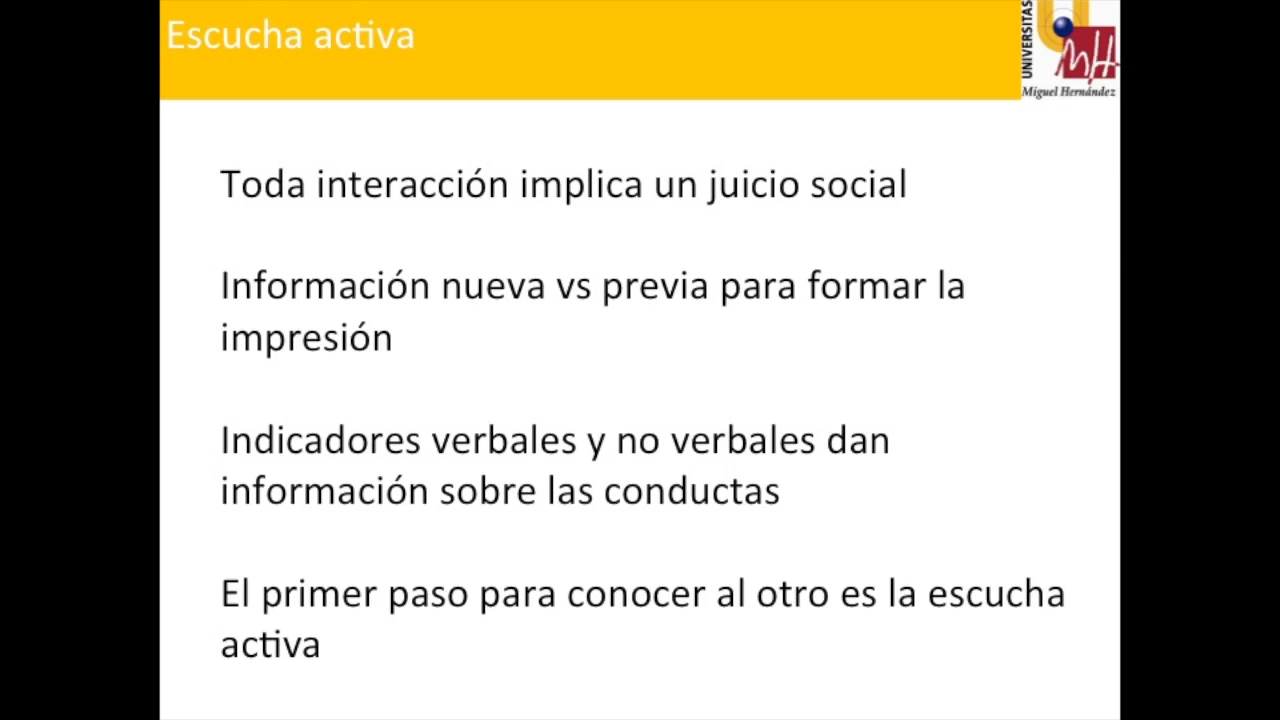 Escucha activa
UNIVERSITAS
Miguel Hernández
Toda interacción implica un juicio social
Información nueva vs previa para formar la
impresión
Indicadores verbales y no verbales dan
información sobre las conductas
El primer paso para conocer al otro es la escucha
activa